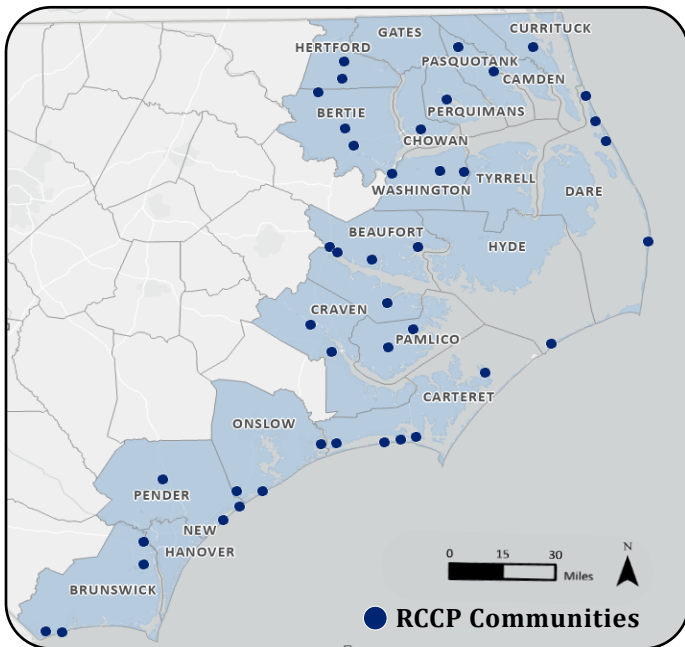 GATES
CURRITUCK
HERTFORD
PASQUOTANK
CAMDEN
BERTIE
PERQUIMANS
CHOWAN
WASHINGTON
TYRRELL
DARE
BEAUFORT
HYDE
CRAVEN
PAMLICO
CARTERET
ONSLOW
PENDER
NEW
HANOVER
BRUNSWICK
0 15 30
Miles
N
RCCP Communities